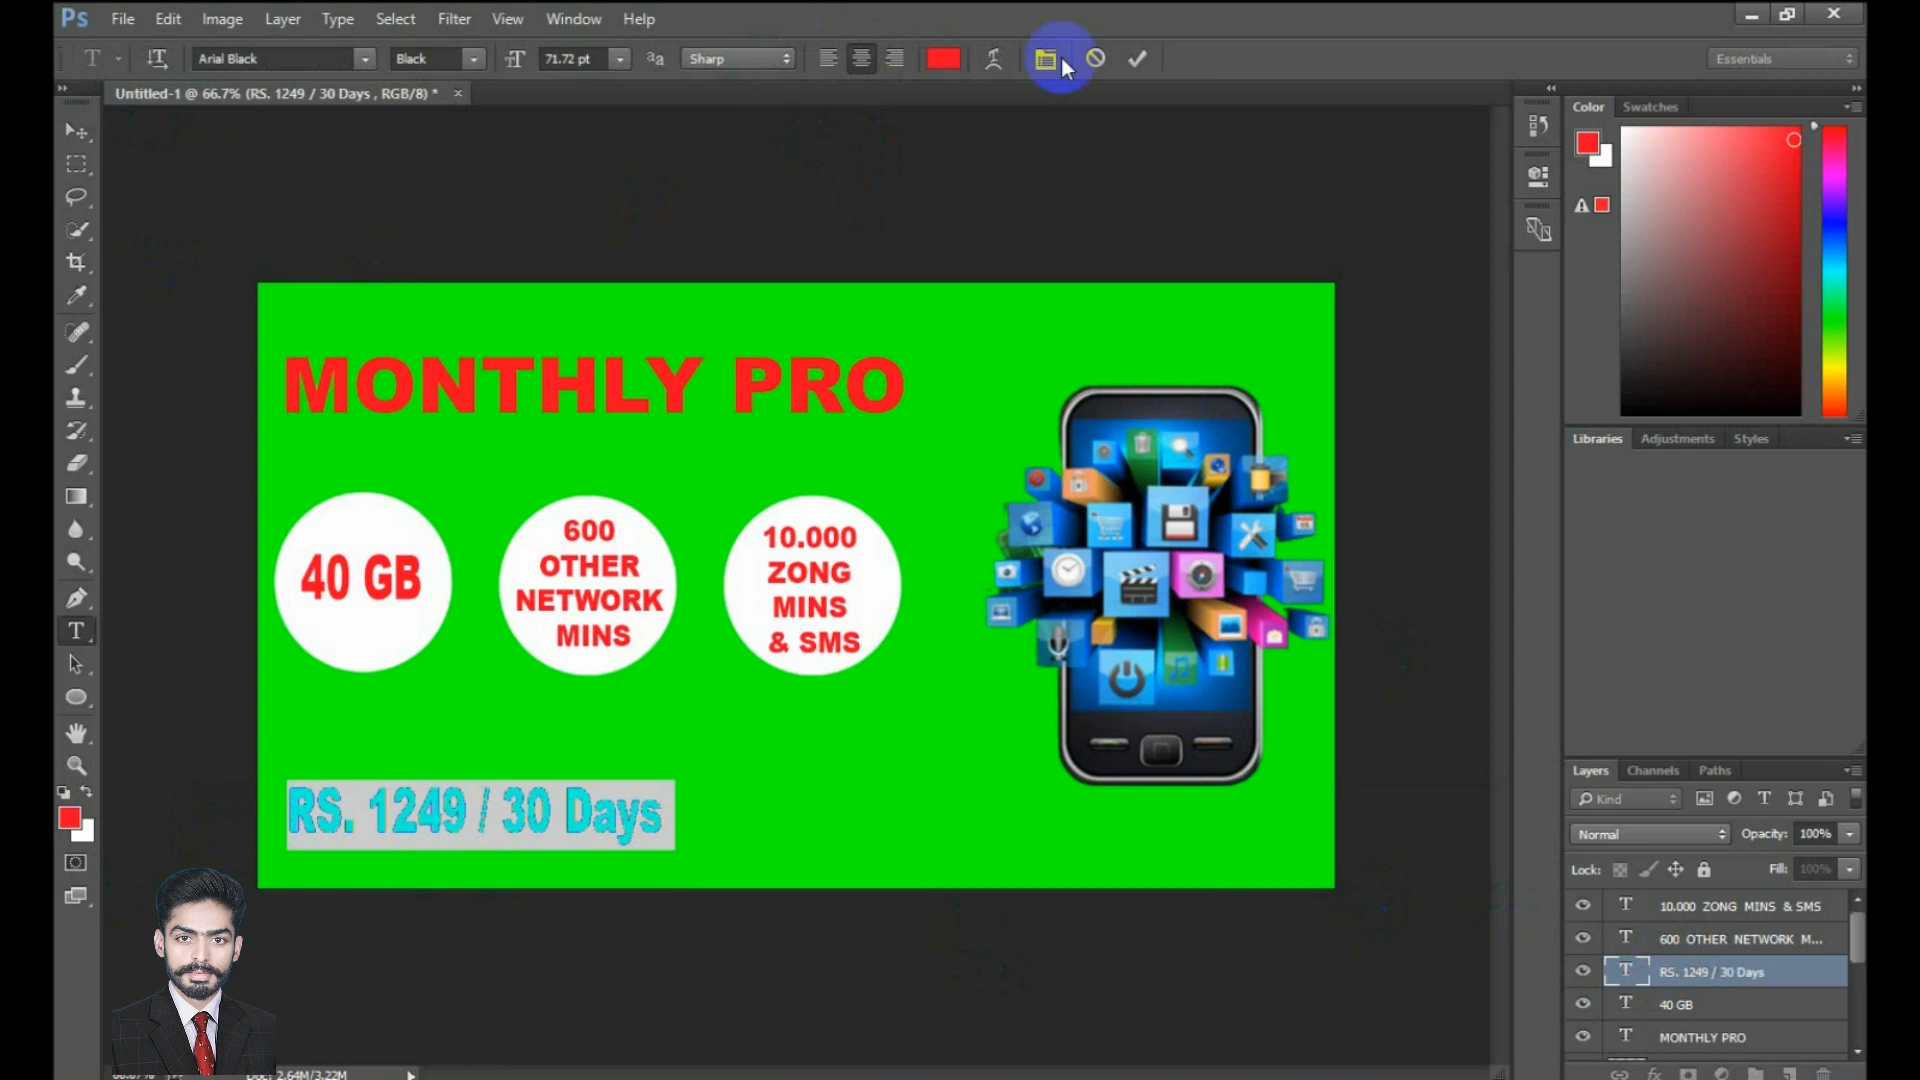 Ps File Edit Image Layer Type Select Filter View Window Help
T Arial Black Black 71.72 pt aa Sharp Essentials
Untitled-1 @ 66.7% (RS. 1249 / 30 Days , RGB/8) * ×
Color Swatches
MONTHLY PRO
40 GB
600
OTHER
NETWORK
MINS
10.000
ZONG
MINS
& SMS
RS. 1249 / 30 Days
Libraries Adjustments Styles
Layers Channels Paths
Kind
Normal Opacity: 100%
Lock: Fill: 100%
T 10.000 ZONG MINS & SMS
T 600 OTHER NETWORK M...
T RS. 1249 / 30 Days
T 40 GB
T MONTHLY PRO
2.64M/3.22M